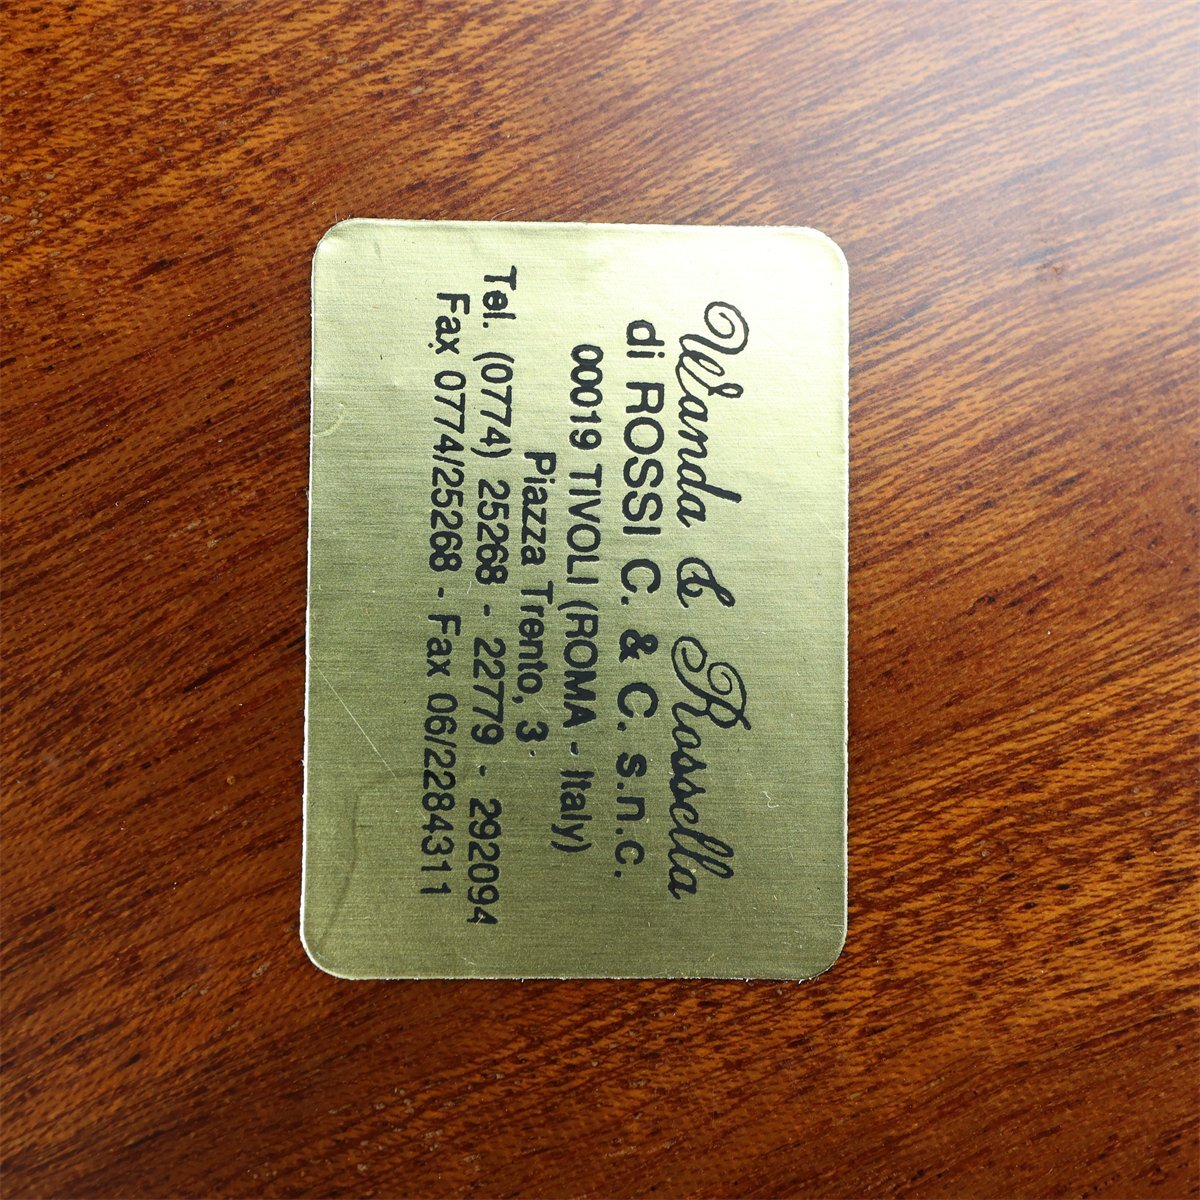 Wanda & Rossella
di ROSSI C. & C. s.n.c.
00019 TIVOLI (ROMA - Italy)
Piazza Trento, 3
Tel. (0774) 25268 - 22779 - 292094
Fax 0774/25268 - Fax 06/2284311